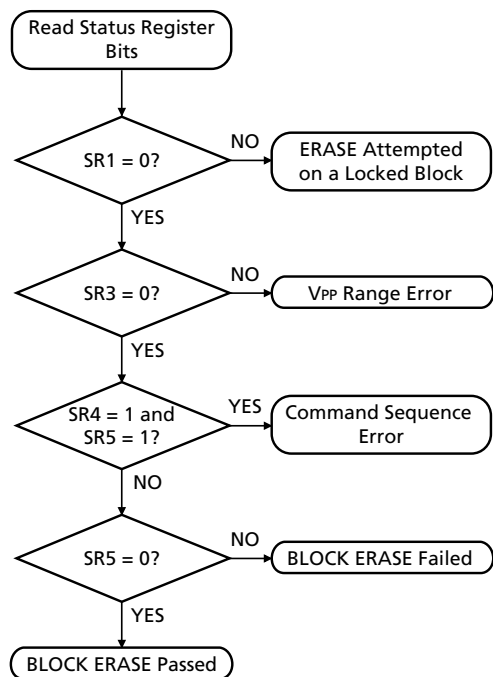 Read Status Register
Bits
SR1 = 0?
NO
ERASE Attempted
on a Locked Block
YES
SR3 = 0?
NO
VPP Range Error
YES
SR4 = 1 and
SR5 = 1?
YES
Command Sequence
Error
NO
SR5 = 0?
NO
BLOCK ERASE Failed
YES
BLOCK ERASE Passed